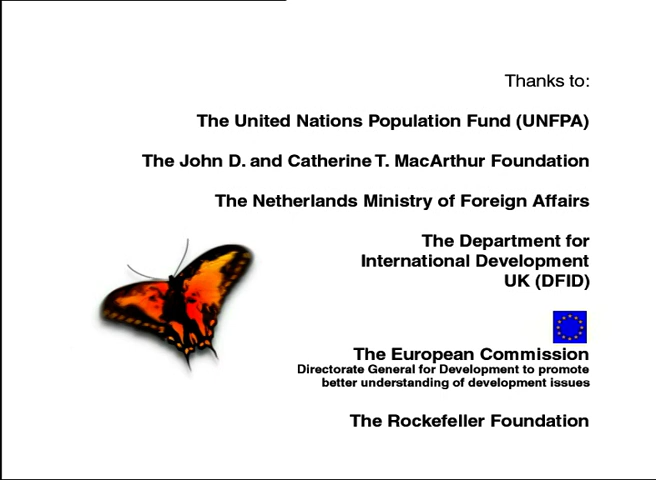 Thanks to:
The United Nations Population Fund (UNFPA)
The John D. and Catherine T. MacArthur Foundation
The Netherlands Ministry of Foreign Affairs
The Department for
International Development
UK (DFID)
The European Commission
Directorate General for Development to promote
better understanding of development issues
The Rockefeller Foundation